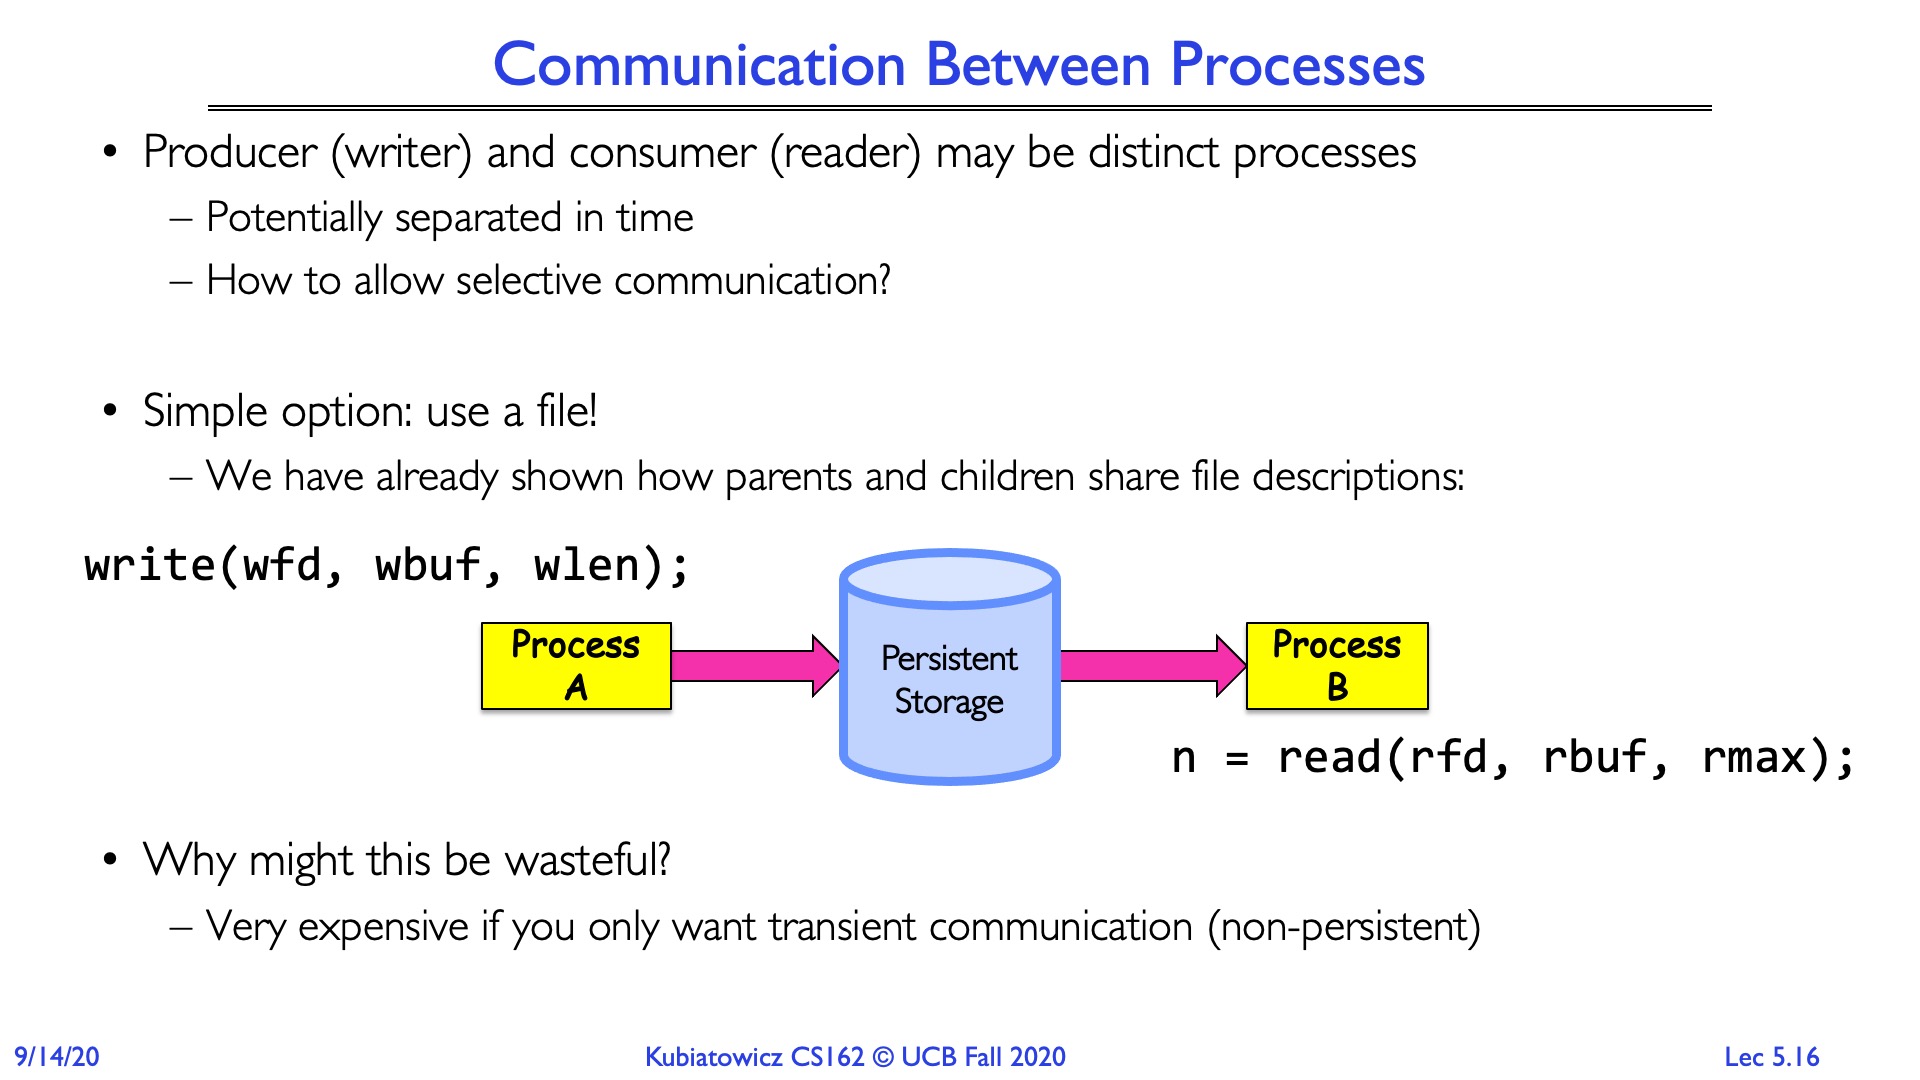 Communication Between Processes
• Producer (writer) and consumer (reader) may be distinct processes
– Potentially separated in time
– How to allow selective communication?
• Simple option: use a file!
– We have already shown how parents and children share file descriptions:
write(wfd, wbuf, wlen);
Process
A
Persistent
Storage
Process
B
n = read(rfd, rbuf, rmax);
• Why might this be wasteful?
– Very expensive if you only want transient communication (non-persistent)
9/14/20
Kubiatowicz CS162 © UCB Fall 2020
Lec 5.16